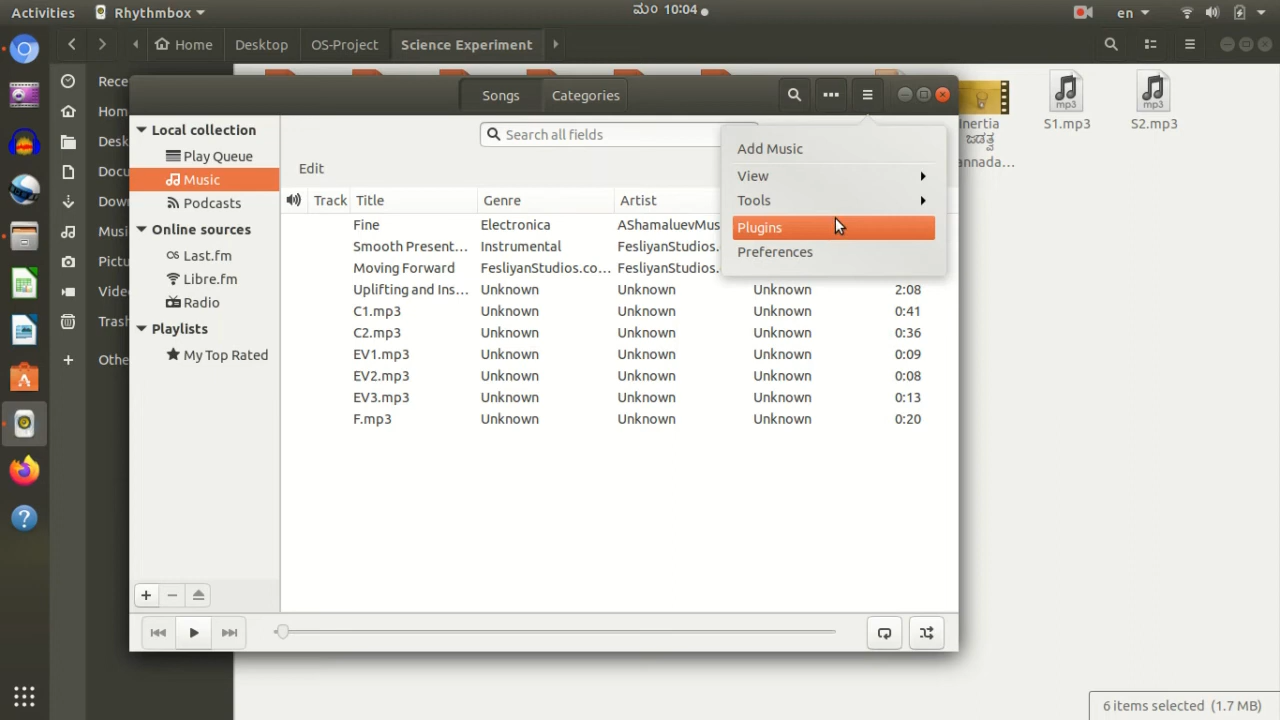 Activities Rhythmbox ಮಂ 10:04 en
Home Desktop OS-Project Science Experiment
Rece
Home
Desk
Docu
Dow
Musi
Pictu
Vide
Trash
Othe
Songs Categories
Local collection
Play Queue
Music
Podcasts
Online sources
Last.fm
Libre.fm
Radio
Playlists
My Top Rated
Search all fields
Edit
Track Title Genre Artist
Fine Electronica AShamaluevMus
Smooth Present... Instrumental FesliyanStudios.
Moving Forward FesliyanStudios.co... FesliyanStudios.
Uplifting and Ins... Unknown Unknown Unknown 2:08
C1.mp3 Unknown Unknown Unknown 0:41
C2.mp3 Unknown Unknown Unknown 0:36
EV1.mp3 Unknown Unknown Unknown 0:09
EV2.mp3 Unknown Unknown Unknown 0:08
EV3.mp3 Unknown Unknown Unknown 0:13
F.mp3 Unknown Unknown Unknown 0:20
Add Music
View
Tools
Plugins
Preferences
mp3
mp3
Inertia
ಜಡತ್ವ
annada...
S1.mp3
S2.mp3
6 items selected (1.7 MB)